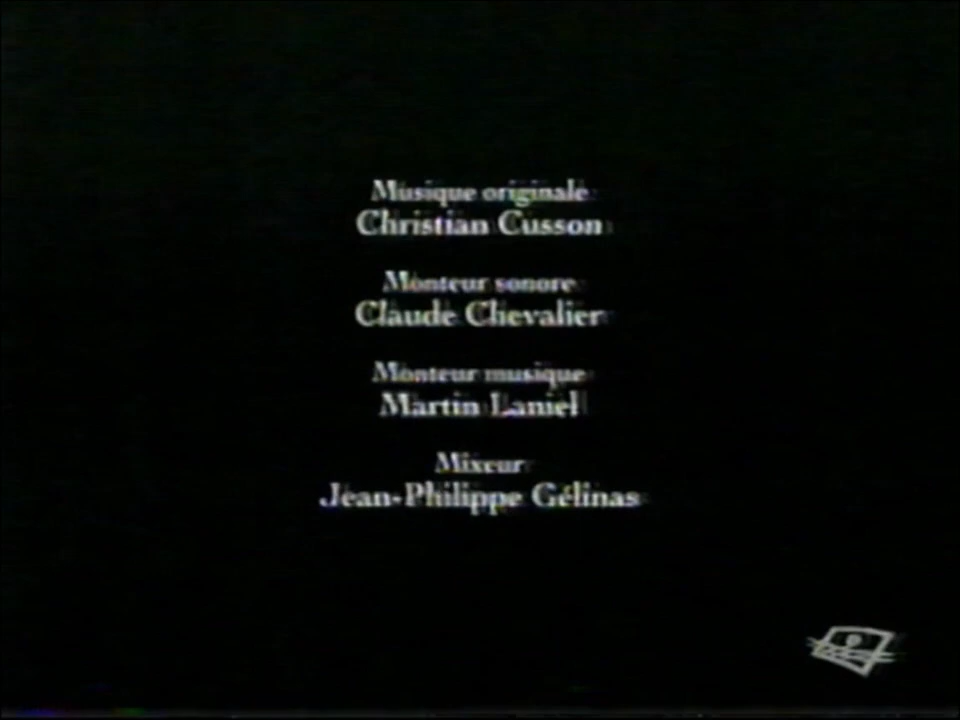 Musique originale
Christian Cusson
Monteur sonore
Claude Chevalier
Monteur musique
Martin Laniel
Mixeur
Jean-Philippe Gélinas